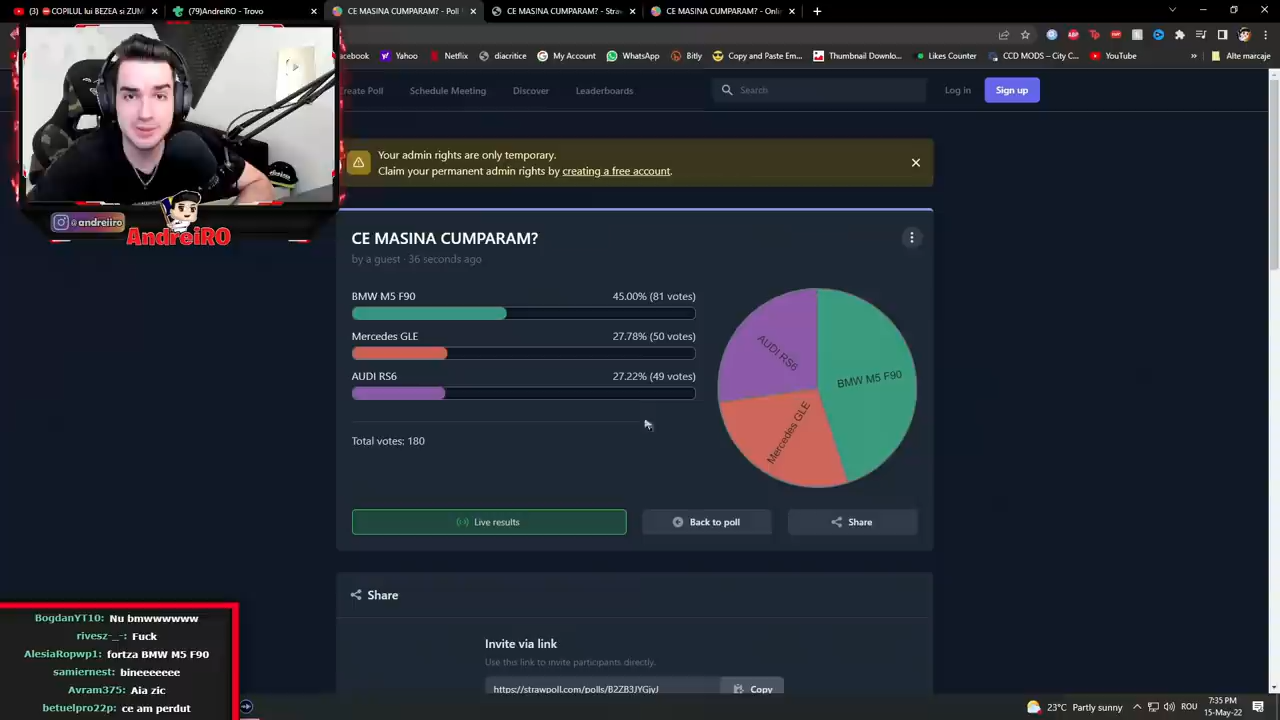 (3) ⛔ COPILUL lui BEZEA si ZUM
(79)AndreiRO - Trovo
CE MASINA CUMPARAM? - Poll
CE MASINA CUMPARAM? - Straw
CE MASINA CUMPARAM? - Onlin
acebook
Yahoo
Netflix
diacritice
My Account
WhatsApp
Bitly
Copy and Paste Em...
Thumbnail Downlo...
Likes Counter
CCD MODS – City C...
YouTube
Alte marcaje
Create Poll
Schedule Meeting
Discover
Leaderboards
Search
Log in
Sign up
Your admin rights are only temporary.
Claim your permanent admin rights by creating a free account.
@andreiiro
AndreiRO
CE MASINA CUMPARAM?
by a guest · 36 seconds ago
BMW M5 F90 45.00% (81 votes)
Mercedes GLE 27.78% (50 votes)
AUDI RS6 27.22% (49 votes)
Total votes: 180
AUDI RS6
BMW M5 F90
Mercedes GLE
Live results
Back to poll
Share
Share
Invite via link
Use this link to invite participants directly.
https://strawpoll.com/polls/B2ZB3JYGjyJ
Copy
BogdanYT10: Nu bmwwwwww
rivesz-_-: Fuck
AlesiaRopwp1: fortza BMW M5 F90
samiernest: bineeeeeee
Avram375: Aia zic
betuelpro22p: ce am perdut
23°C Partly sunny
ROU
7:35 PM
15-May-22